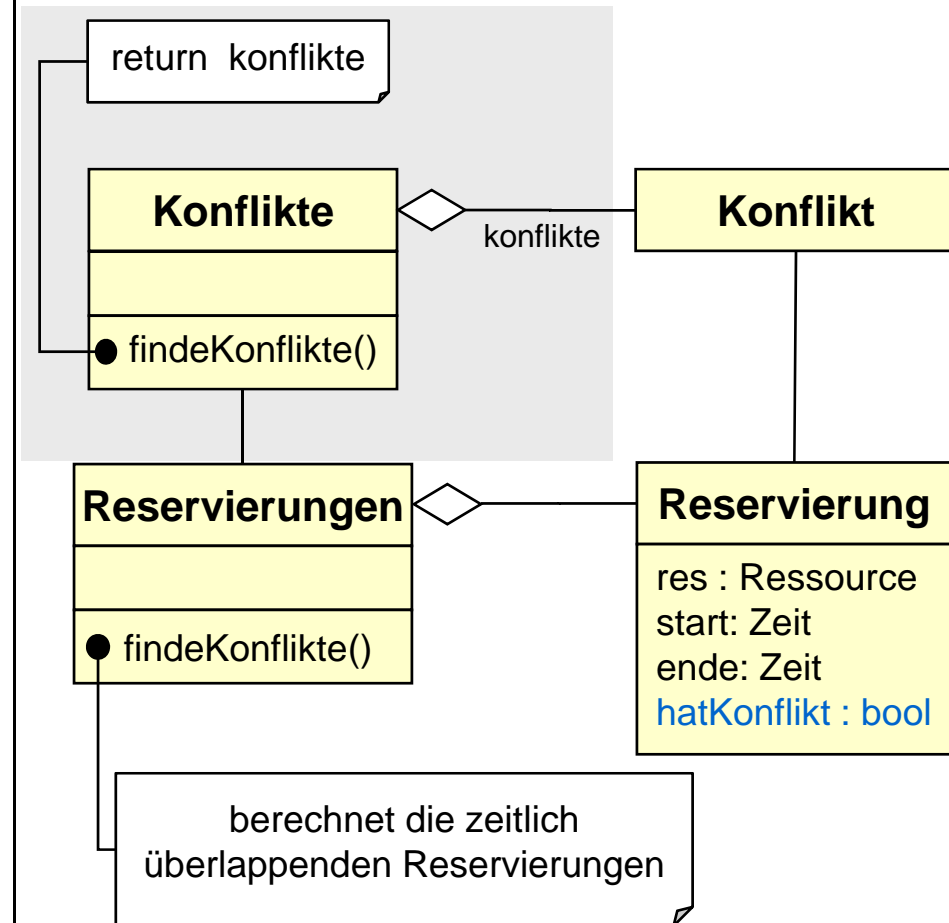 return konflikte
Konflikte
Konflikt
konflikte
findeKonflikte()
Reservierungen
Reservierung
res : Ressource
start: Zeit
ende: Zeit
hatKonflikt : bool
findeKonflikte()
berechnet die zeitlich
überlappenden Reservierungen